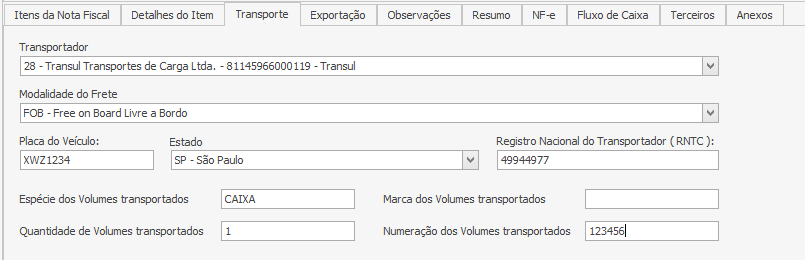 Itens da Nota Fiscal Detalhes do Item Transporte Exportação Observações Resumo NF-e Fluxo de Caixa Terceiros Anexos
Transportador
28 - Transul Transportes de Carga Ltda. - 81145966000119 - Transul
Modalidade do Frete
FOB - Free on Board Livre a Bordo
Placa do Veículo: Estado Registro Nacional do Transportador ( RNTC ):
XWZ1234 SP - São Paulo 49944977
Espécie dos Volumes transportados CAIXA Marca dos Volumes transportados
Quantidade de Volumes transportados 1 Numeração dos Volumes transportados 123456